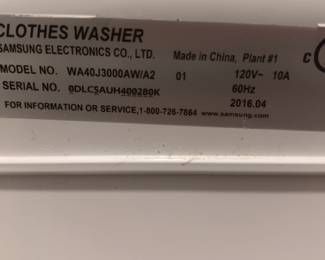 CLOTHES WASHER
SAMSUNG ELECTRONICS CO., LTD. Made in China, Plant #1
MODEL NO. WA40J3000AW/A2 01 120V~ 10A
60Hz
SERIAL NO. 0DLCSAUH400280K 2016.04
FOR INFORMATION OR SERVICE,1-800-726-7864 www.samsung.com